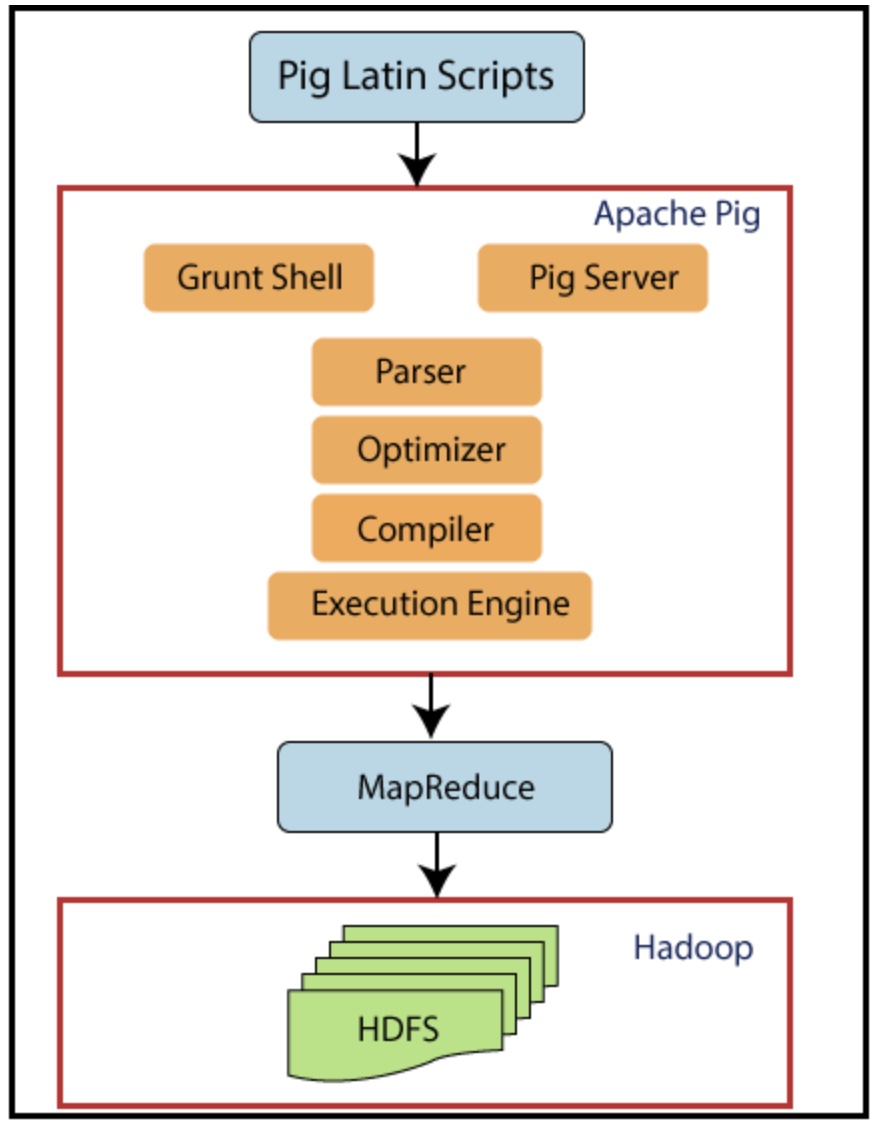 Pig Latin Scripts
Apache Pig
Grunt Shell
Pig Server
Parser
Optimizer
Compiler
Execution Engine
MapReduce
Hadoop
HDFS